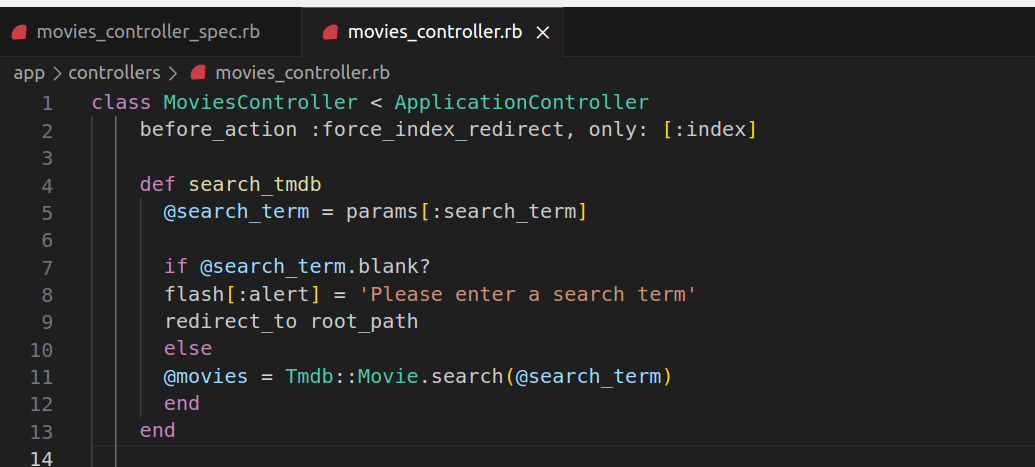 movies_controller_spec.rb movies_controller.rb ×
app > controllers > movies_controller.rb
1 class MoviesController < ApplicationController
2 before_action :force_index_redirect, only: [:index]
3
4 def search_tmdb
5 @search_term = params[:search_term]
6
7 if @search_term.blank?
8 flash[:alert] = 'Please enter a search term'
9 redirect_to root_path
10 else
11 @movies = Tmdb::Movie.search(@search_term)
12 end
13 end
14